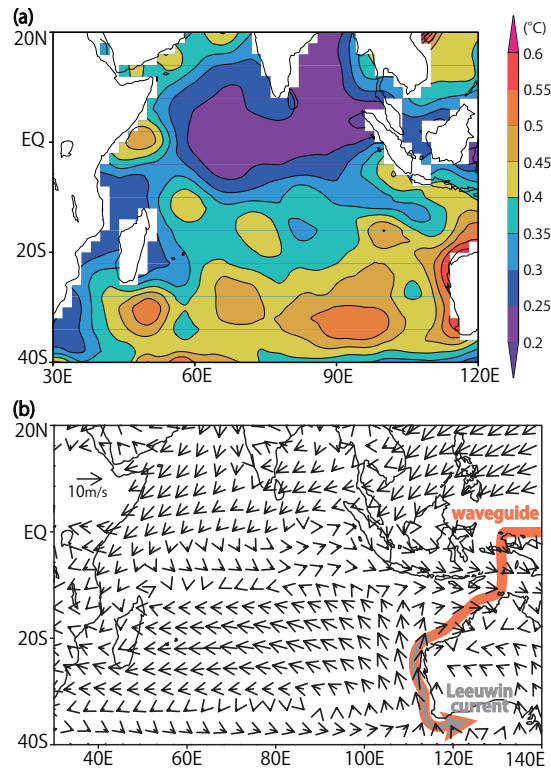 (a)
(°C)
20N
EQ
20S
40S
30E 60E 90E 120E
0.6
0.55
0.5
0.45
0.4
0.35
0.3
0.25
0.2
(b)
20N
10m/s
waveguide
EQ
20S
Leeuwin
current
40S
40E 60E 80E 100E 120E 140E